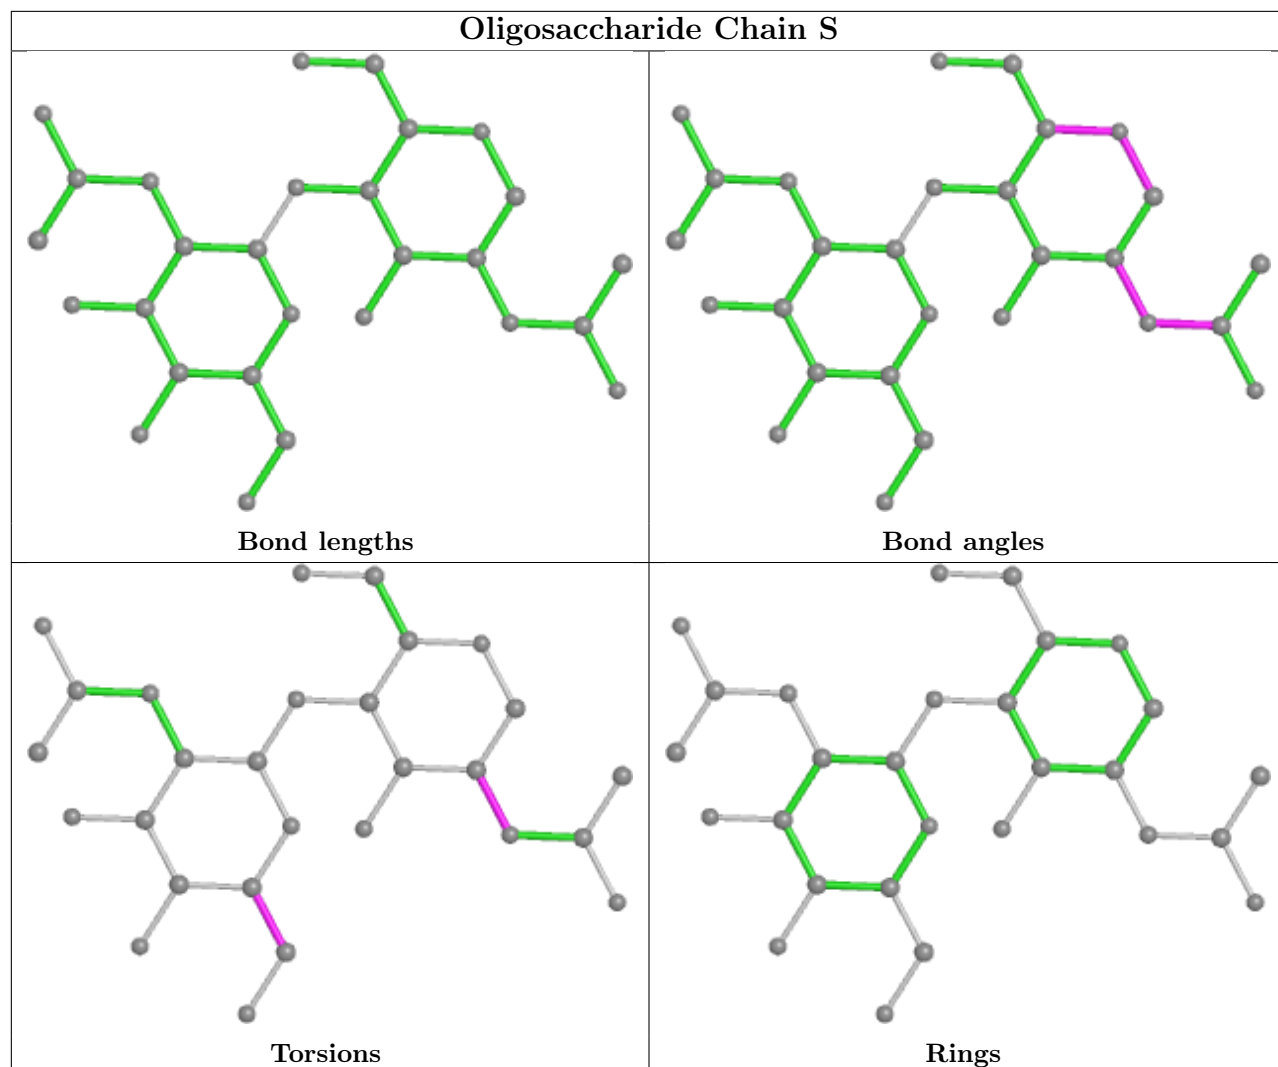 Oligosaccharide Chain S
Bond lengths
Bond angles
Torsions
Rings